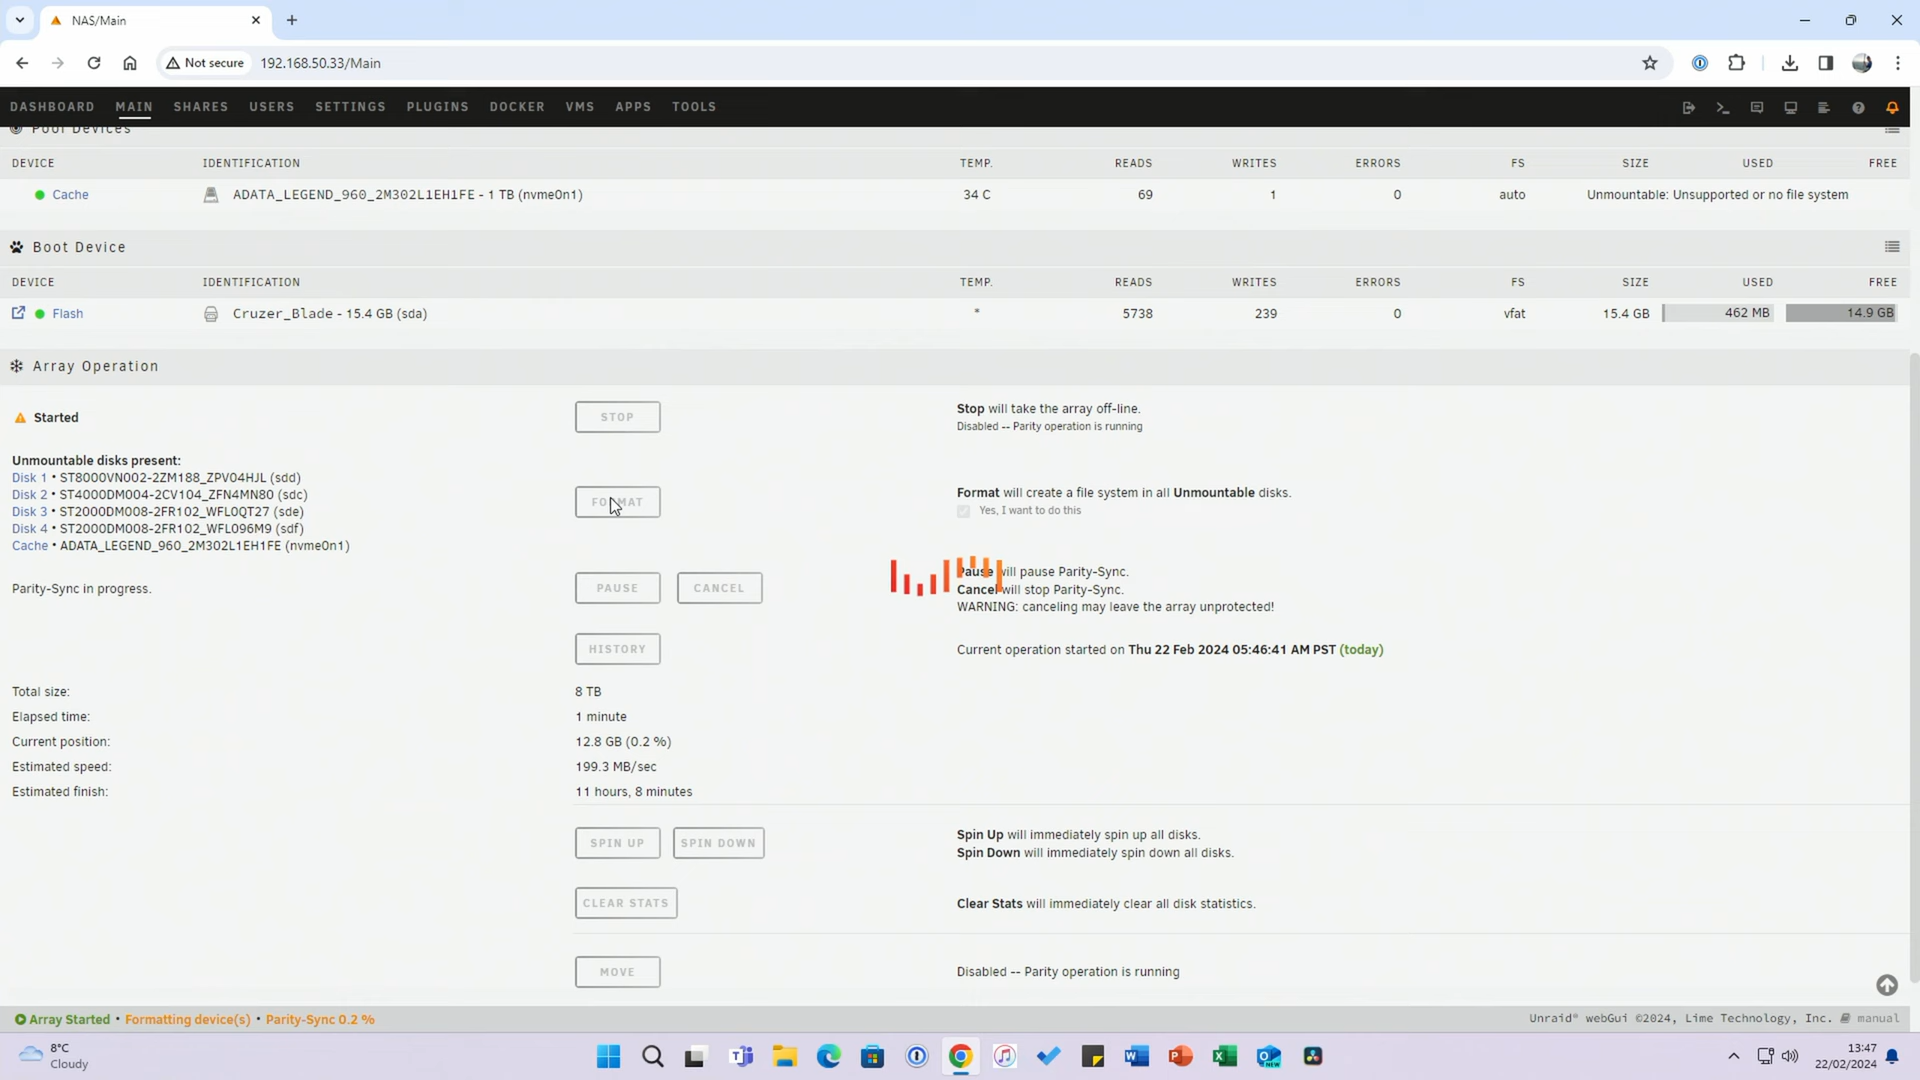 NAS/Main
Not secure 192.168.50.33/Main
DASHBOARD MAIN SHARES USERS SETTINGS PLUGINS DOCKER VMS APPS TOOLS
Pool Devices
DEVICE IDENTIFICATION TEMP. READS WRITES ERRORS FS SIZE USED FREE
Cache ADATA_LEGEND_960_2M302L1EH1FE - 1 TB (nvme0n1) 34 C 69 1 0 auto Unmountable: Unsupported or no file system
Boot Device
DEVICE IDENTIFICATION TEMP. READS WRITES ERRORS FS SIZE USED FREE
Flash Cruzer_Blade - 15.4 GB (sda) * 5738 239 0 vfat 15.4 GB 462 MB 14.9 GB
Array Operation
Started STOP Stop will take the array off-line.
Disabled -- Parity operation is running
Unmountable disks present:
Disk 1 • ST8000VN002-2ZM188_ZPV04HJL (sdd)
Disk 2 • ST4000DM004-2CV104_ZFN4MN80 (sdc)
Disk 3 • ST2000DM008-2FR102_WFL0QT27 (sde)
Disk 4 • ST2000DM008-2FR102_WFL096M9 (sdf)
Cache • ADATA_LEGEND_960_2M302L1EH1FE (nvme0n1)
FORMAT Format will create a file system in all Unmountable disks.
Yes, I want to do this
Parity-Sync in progress. PAUSE CANCEL Pause will pause Parity-Sync.
Cancel will stop Parity-Sync.
WARNING: canceling may leave the array unprotected!
HISTORY Current operation started on Thu 22 Feb 2024 05:46:41 AM PST (today)
Total size: 8 TB
Elapsed time: 1 minute
Current position: 12.8 GB (0.2 %)
Estimated speed: 199.3 MB/sec
Estimated finish: 11 hours, 8 minutes
SPIN UP SPIN DOWN Spin Up will immediately spin up all disks.
Spin Down will immediately spin down all disks.
CLEAR STATS Clear Stats will immediately clear all disk statistics.
MOVE Disabled -- Parity operation is running
Array Started • Formatting device(s) • Parity-Sync 0.2 % Unraid® webGui ©2024, Lime Technology, Inc. manual
8°C
Cloudy
13:47
22/02/2024